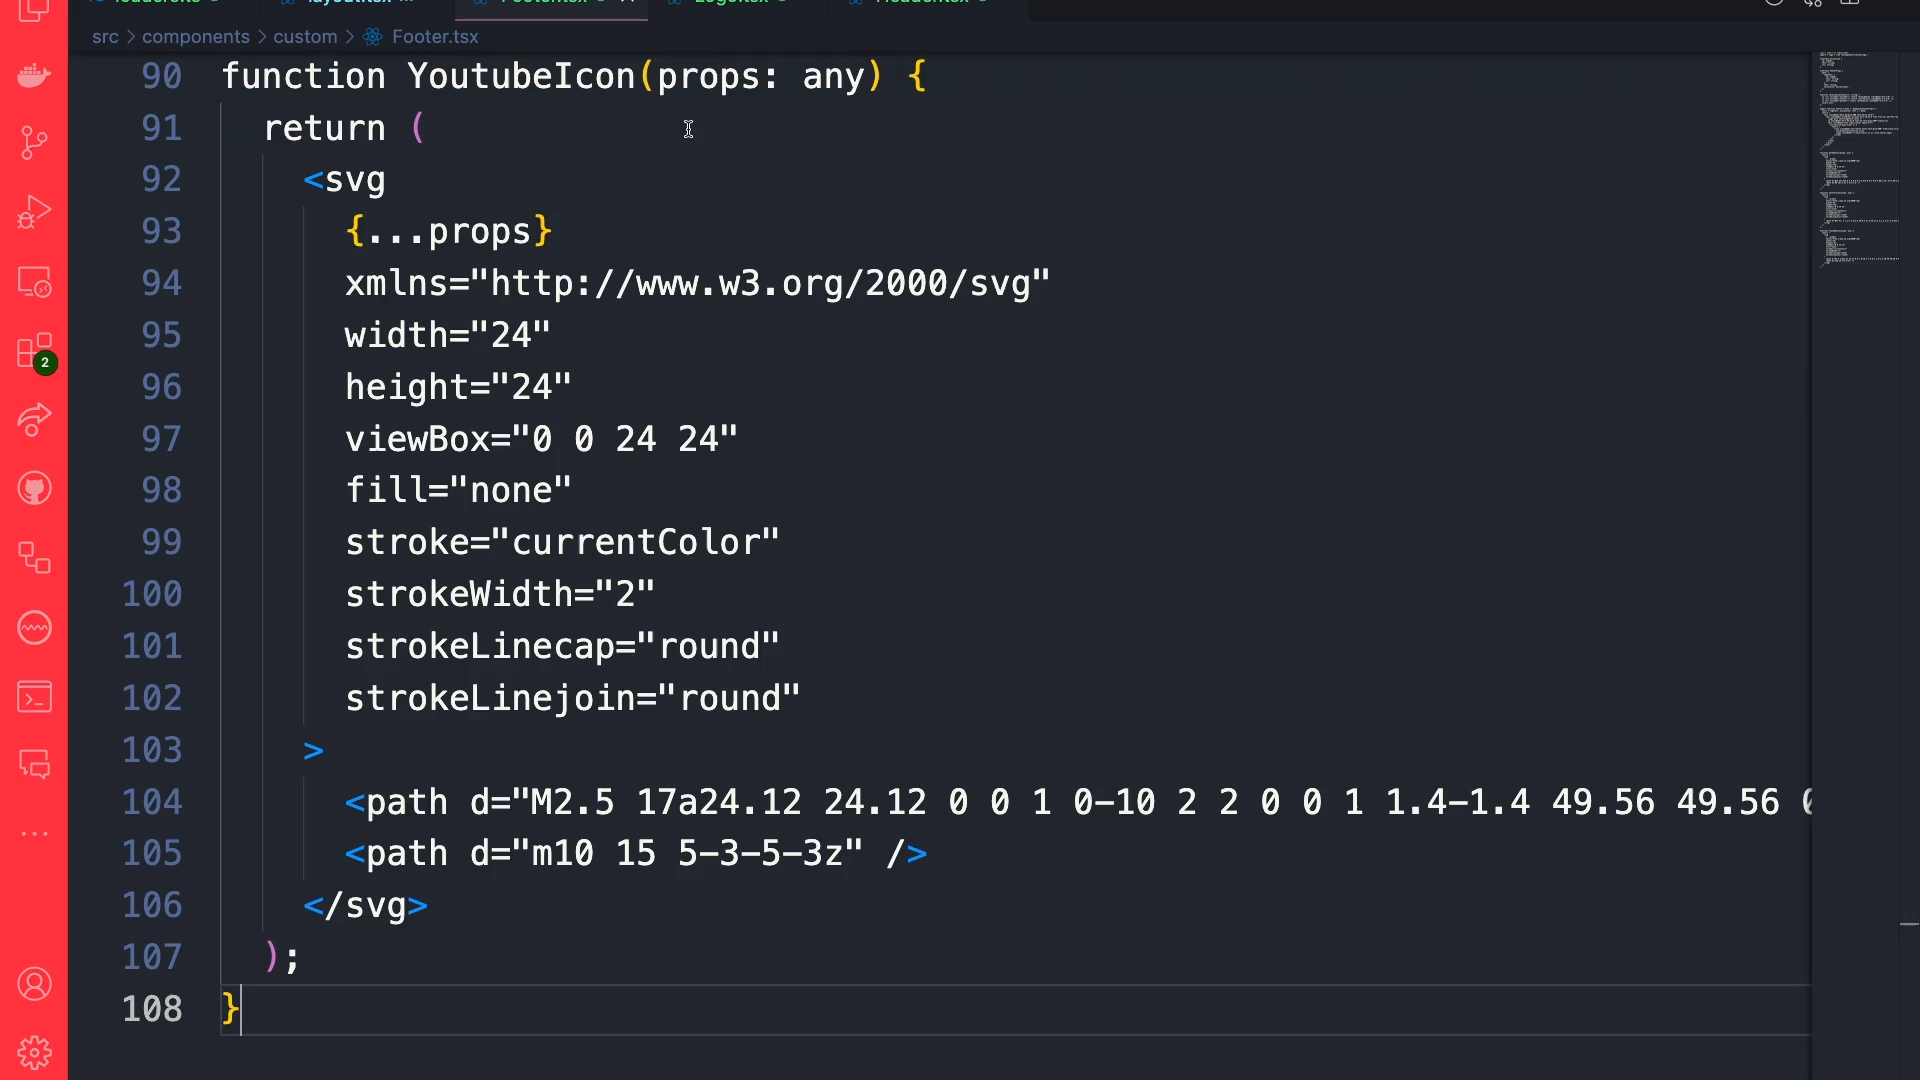 src > components > custom > Footer.tsx
90 function YoutubeIcon(props: any) {
91 return (
92 <svg
93 {...props}
94 xmlns="http://www.w3.org/2000/svg"
95 width="24"
96 height="24"
97 viewBox="0 0 24 24"
98 fill="none"
99 stroke="currentColor"
100 strokeWidth="2"
101 strokeLinecap="round"
102 strokeLinejoin="round"
103 >
104 <path d="M2.5 17a24.12 24.12 0 0 1 0-10 2 2 0 0 1 1.4-1.4 49.56 49.56
105 <path d="m10 15 5-3-5-3z" />
106 </svg>
107 );
108 }
2